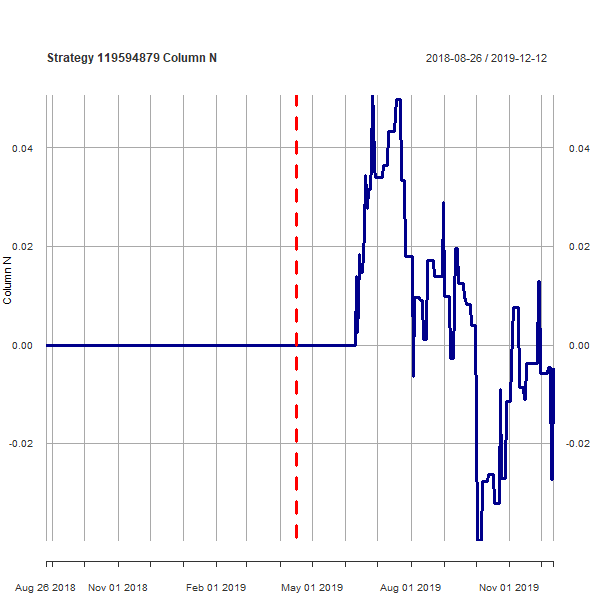 Strategy 119594879 Column N
2018-08-26 / 2019-12-12
0.04
0.04
0.02
0.02
0.00
0.00
-0.02
-0.02
Column N
Aug 26 2018
Nov 01 2018
Feb 01 2019
May 01 2019
Aug 01 2019
Nov 01 2019